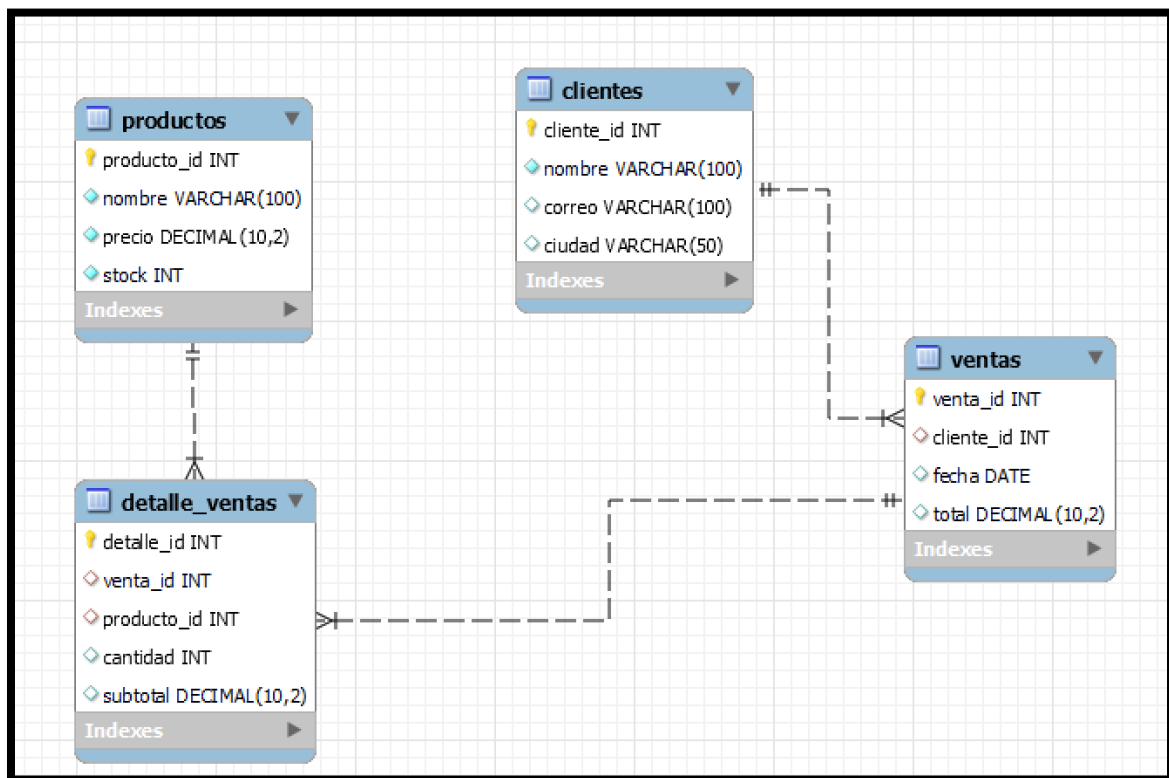 productos
producto_id INT
nombre VARCHAR(100)
precio DECIMAL(10,2)
stock INT
Indexes
clientes
cliente_id INT
nombre VARCHAR(100)
correo VARCHAR(100)
ciudad VARCHAR(50)
Indexes
ventas
venta_id INT
cliente_id INT
fecha DATE
total DECIMAL(10,2)
Indexes
detalle_ventas
detalle_id INT
venta_id INT
producto_id INT
cantidad INT
subtotal DECIMAL(10,2)
Indexes